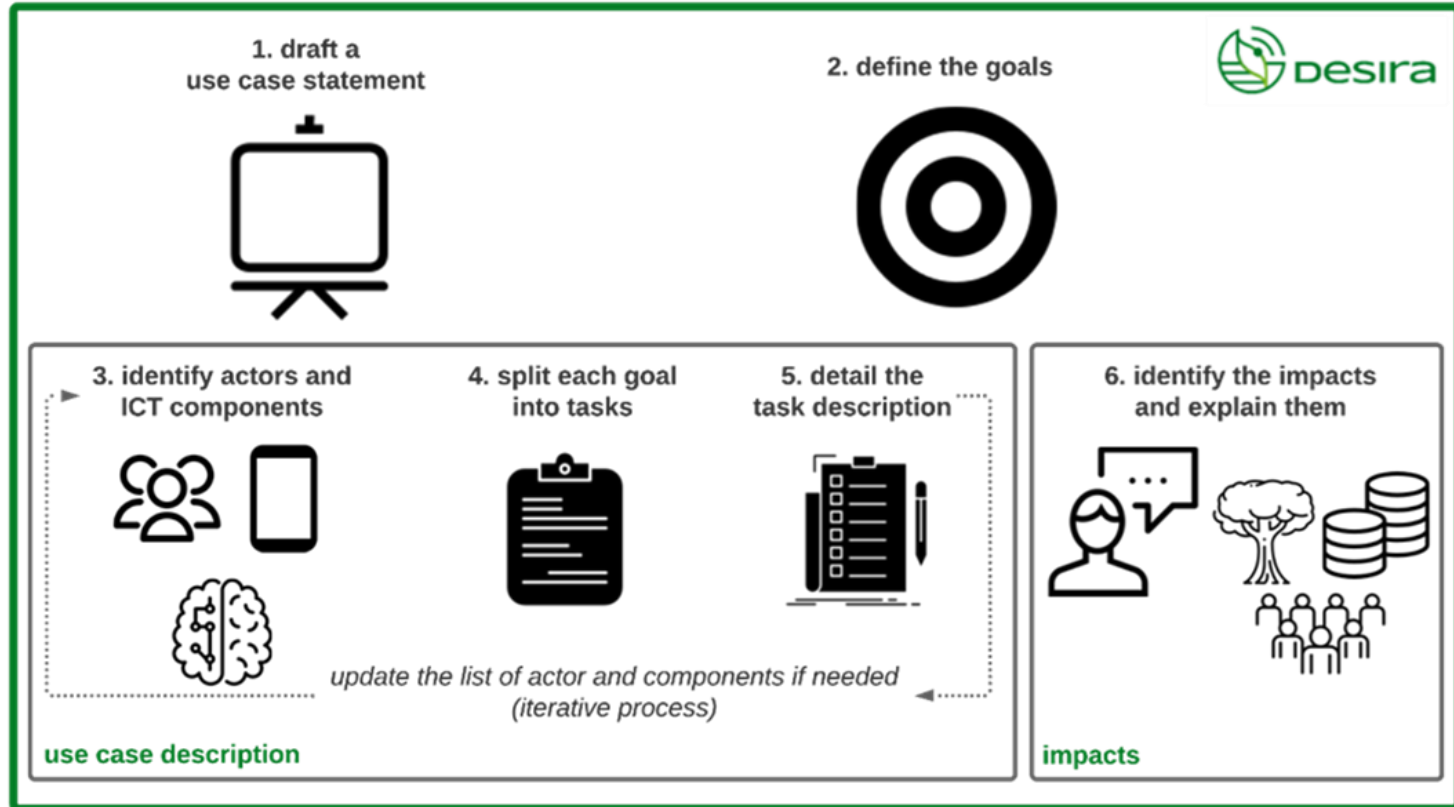 1. draft a
use case statement
2. define the goals
DESIRA
3. identify actors and
ICT components
4. split each goal
into tasks
5. detail the
task description
update the list of actor and components if needed
(iterative process)
use case description
6. identify the impacts
and explain them
impacts